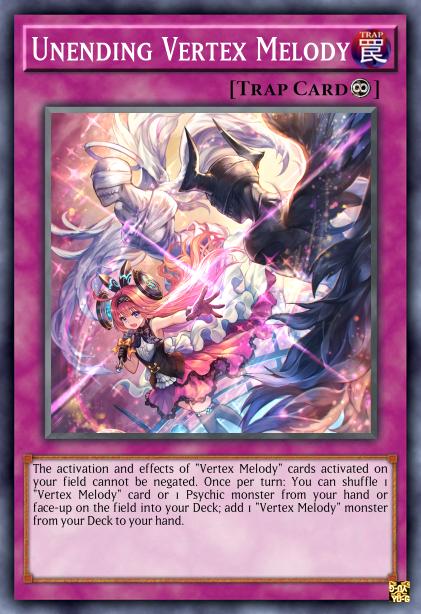 Unending Vertex Melody
TRAP
罠
[Trap Card]
The activation and effects of "Vertex Melody" cards activated on
your field cannot be negated. Once per turn: You can shuffle 1
"Vertex Melody" card or 1 Psychic monster from your hand or
face-up on the field into your Deck; add 1 "Vertex Melody" monster
from your Deck to your hand.